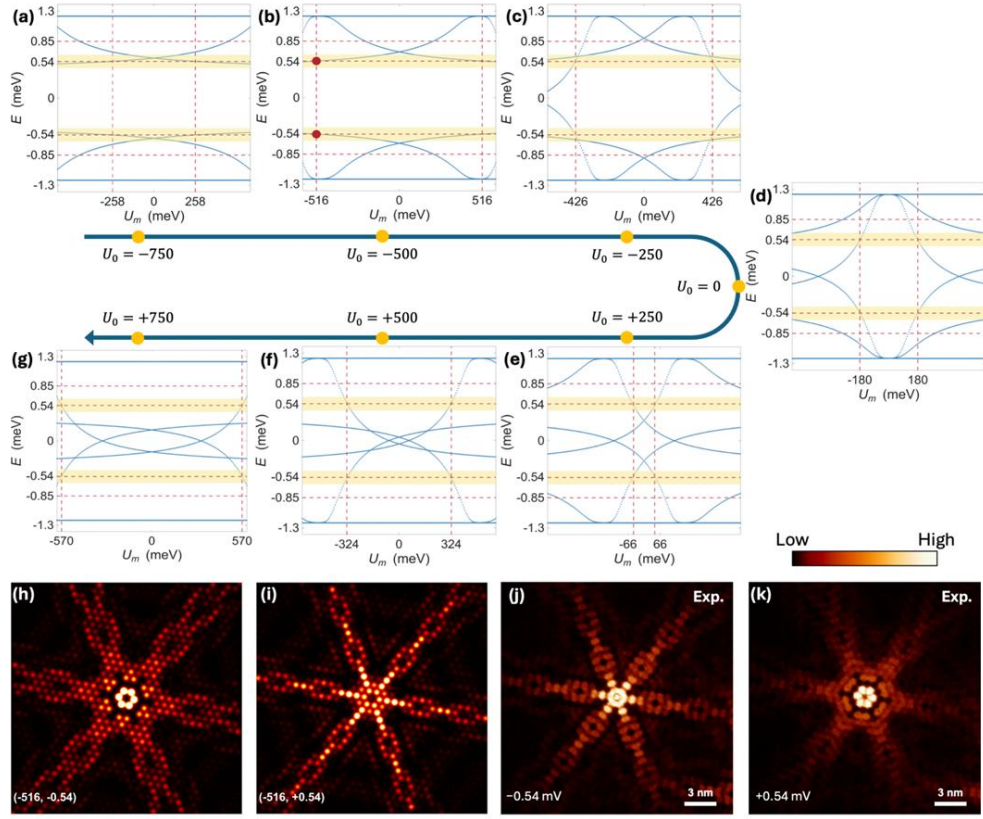 (a)
1.3
0.85
0.54
0
-0.54
-0.85
-1.3
E (meV)
-258 0 258
U_m (meV)
(b)
1.3
0.85
0.54
0
-0.54
-0.85
-1.3
E (meV)
-516 0 516
U_m (meV)
(c)
1.3
0.85
0.54
0
-0.54
-0.85
-1.3
E (meV)
-426 0 426
U_m (meV)
(d)
1.3
0.85
0.54
0
-0.54
-0.85
-1.3
E (meV)
-180 180
U_m (meV)
U₀ = −750
U₀ = −500
U₀ = −250
U₀ = 0
U₀ = +750
U₀ = +500
U₀ = +250
(g)
1.3
0.85
0.54
0
-0.54
-0.85
-1.3
E (meV)
-570 0 570
U_m (meV)
(f)
1.3
0.85
0.54
0
-0.54
-0.85
-1.3
E (meV)
-324 0 324
U_m (meV)
(e)
1.3
0.85
0.54
0
-0.54
-0.85
-1.3
E (meV)
-66 66
U_m (meV)
Low High
(h)
(-516, -0.54)
(i)
(-516, +0.54)
(j) Exp.
−0.54 mV
3 nm
(k) Exp.
+0.54 mV
3 nm